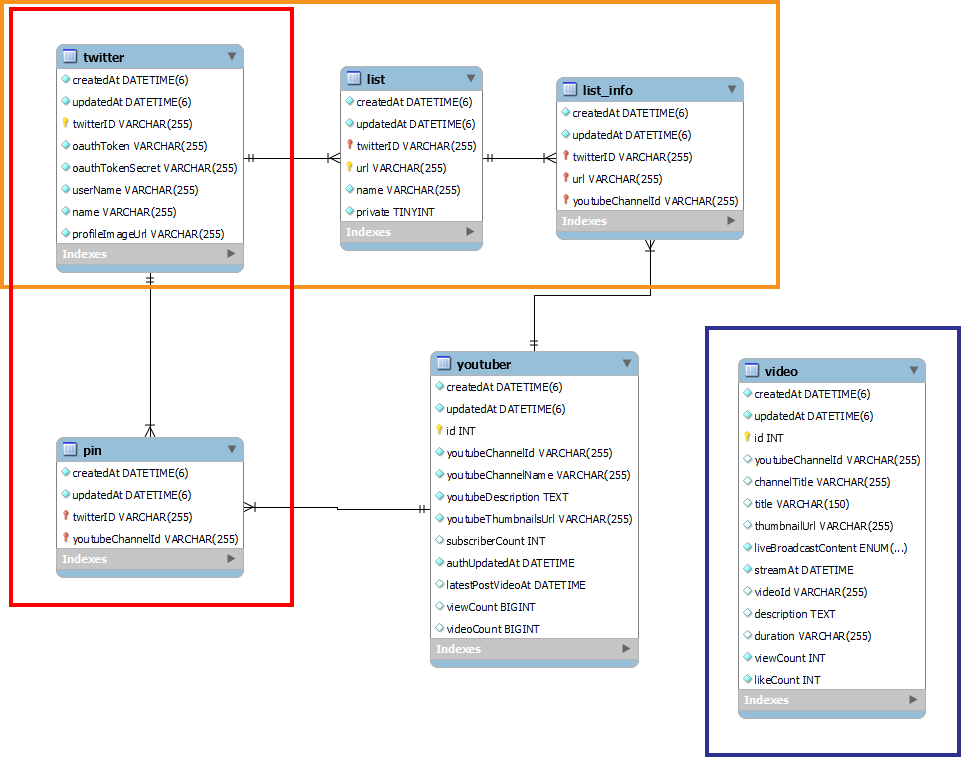 twitter
createdAt DATETIME(6)
updatedAt DATETIME(6)
twitterID VARCHAR(255)
oauthToken VARCHAR(255)
oauthTokenSecret VARCHAR(255)
userName VARCHAR(255)
name VARCHAR(255)
profileImageUrl VARCHAR(255)
Indexes
list
createdAt DATETIME(6)
updatedAt DATETIME(6)
twitterID VARCHAR(255)
url VARCHAR(255)
name VARCHAR(255)
private TINYINT
Indexes
list_info
createdAt DATETIME(6)
updatedAt DATETIME(6)
twitterID VARCHAR(255)
url VARCHAR(255)
youtubeChannelId VARCHAR(255)
Indexes
pin
createdAt DATETIME(6)
updatedAt DATETIME(6)
twitterID VARCHAR(255)
youtubeChannelId VARCHAR(255)
Indexes
youtuber
createdAt DATETIME(6)
updatedAt DATETIME(6)
id INT
youtubeChannelId VARCHAR(255)
youtubeChannelName VARCHAR(255)
youtubeDescription TEXT
youtubeThumbnailsUrl VARCHAR(255)
subscriberCount INT
authUpdatedAt DATETIME
latestPostVideoAt DATETIME
viewCount BIGINT
videoCount BIGINT
Indexes
video
createdAt DATETIME(6)
updatedAt DATETIME(6)
id INT
youtubeChannelId VARCHAR(255)
channelTitle VARCHAR(255)
title VARCHAR(150)
thumbnailUrl VARCHAR(255)
liveBroadcastContent ENUM(...)
streamAt DATETIME
videoId VARCHAR(255)
description TEXT
duration VARCHAR(255)
viewCount INT
likeCount INT
Indexes